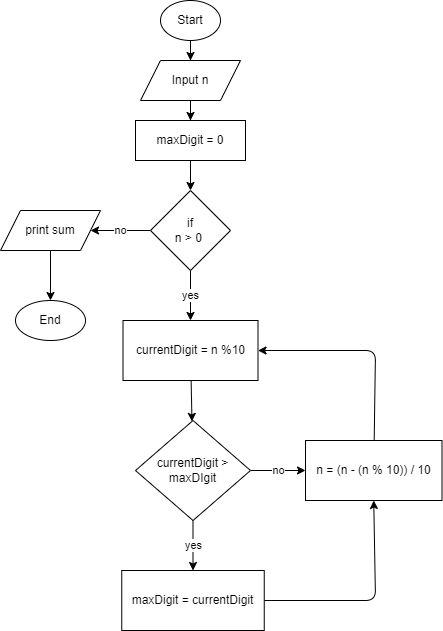 Start
Input n
maxDigit = 0
if
n > 0
no
print sum
End
yes
currentDigit = n %10
currentDigit >
maxDIgit
no
n = (n - (n % 10)) / 10
yes
maxDigit = currentDigit